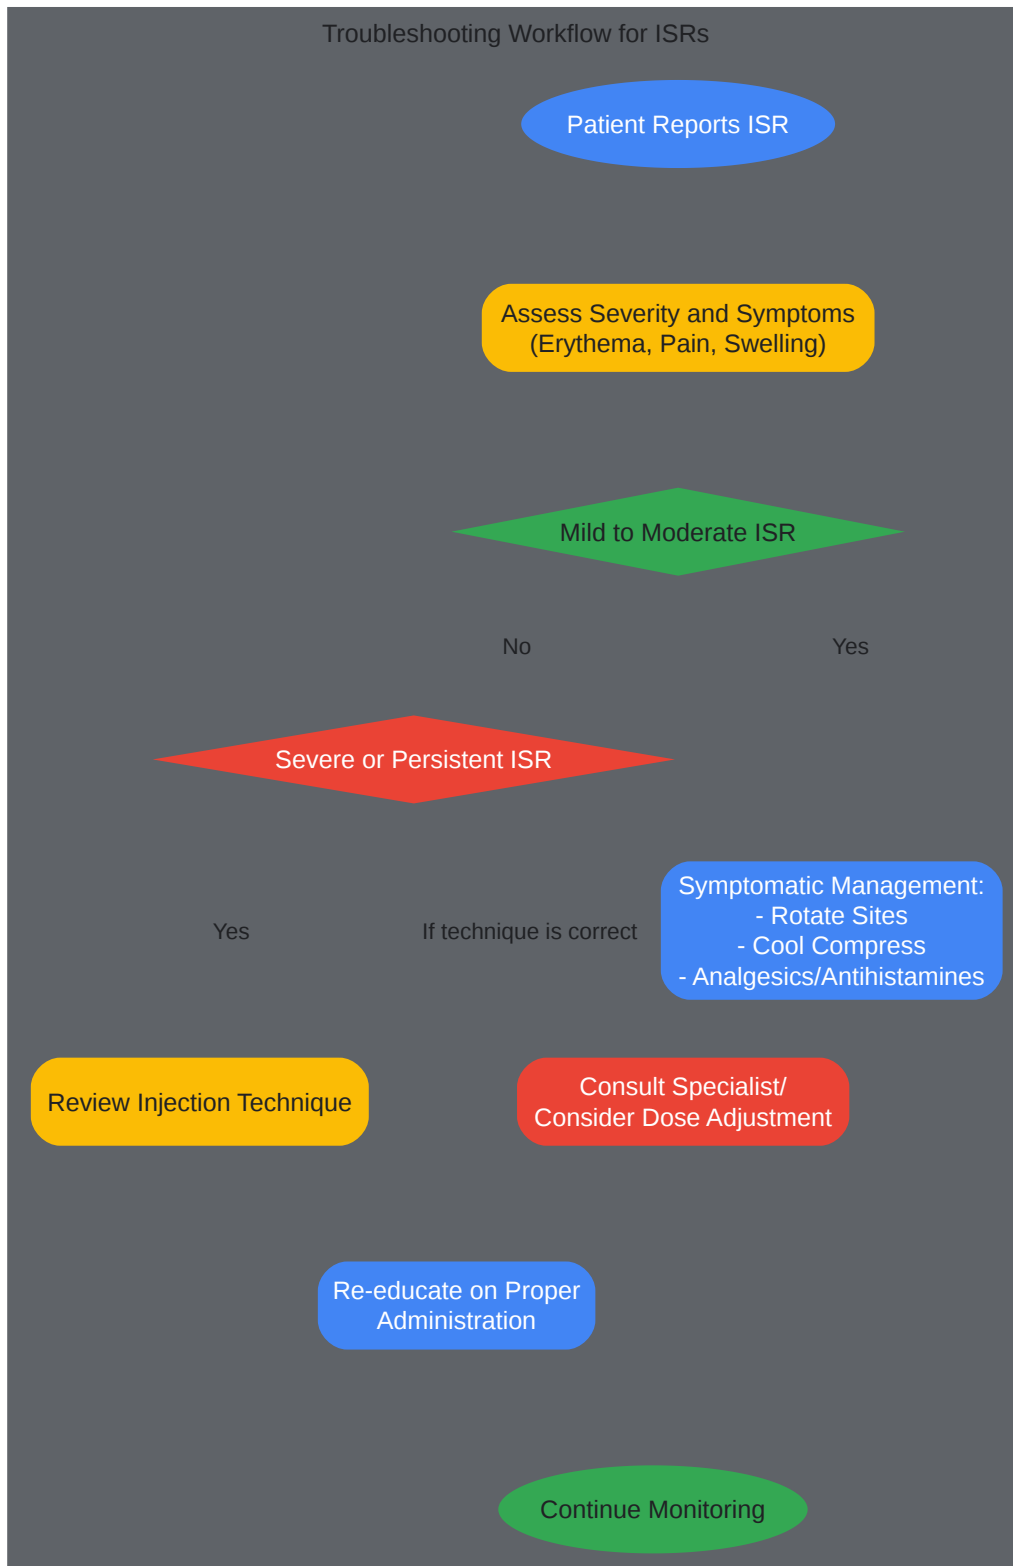 Troubleshooting Workflow for ISRs
Patient Reports ISR
Assess Severity and Symptoms
(Erythema, Pain, Swelling)
Mild to Moderate ISR
No
Yes
Severe or Persistent ISR
Symptomatic Management:
- Rotate Sites
- Cool Compress
- Analgesics/Antihistamines
Yes
If technique is correct
Review Injection Technique
Consult Specialist/
Consider Dose Adjustment
Re-educate on Proper
Administration
Continue Monitoring